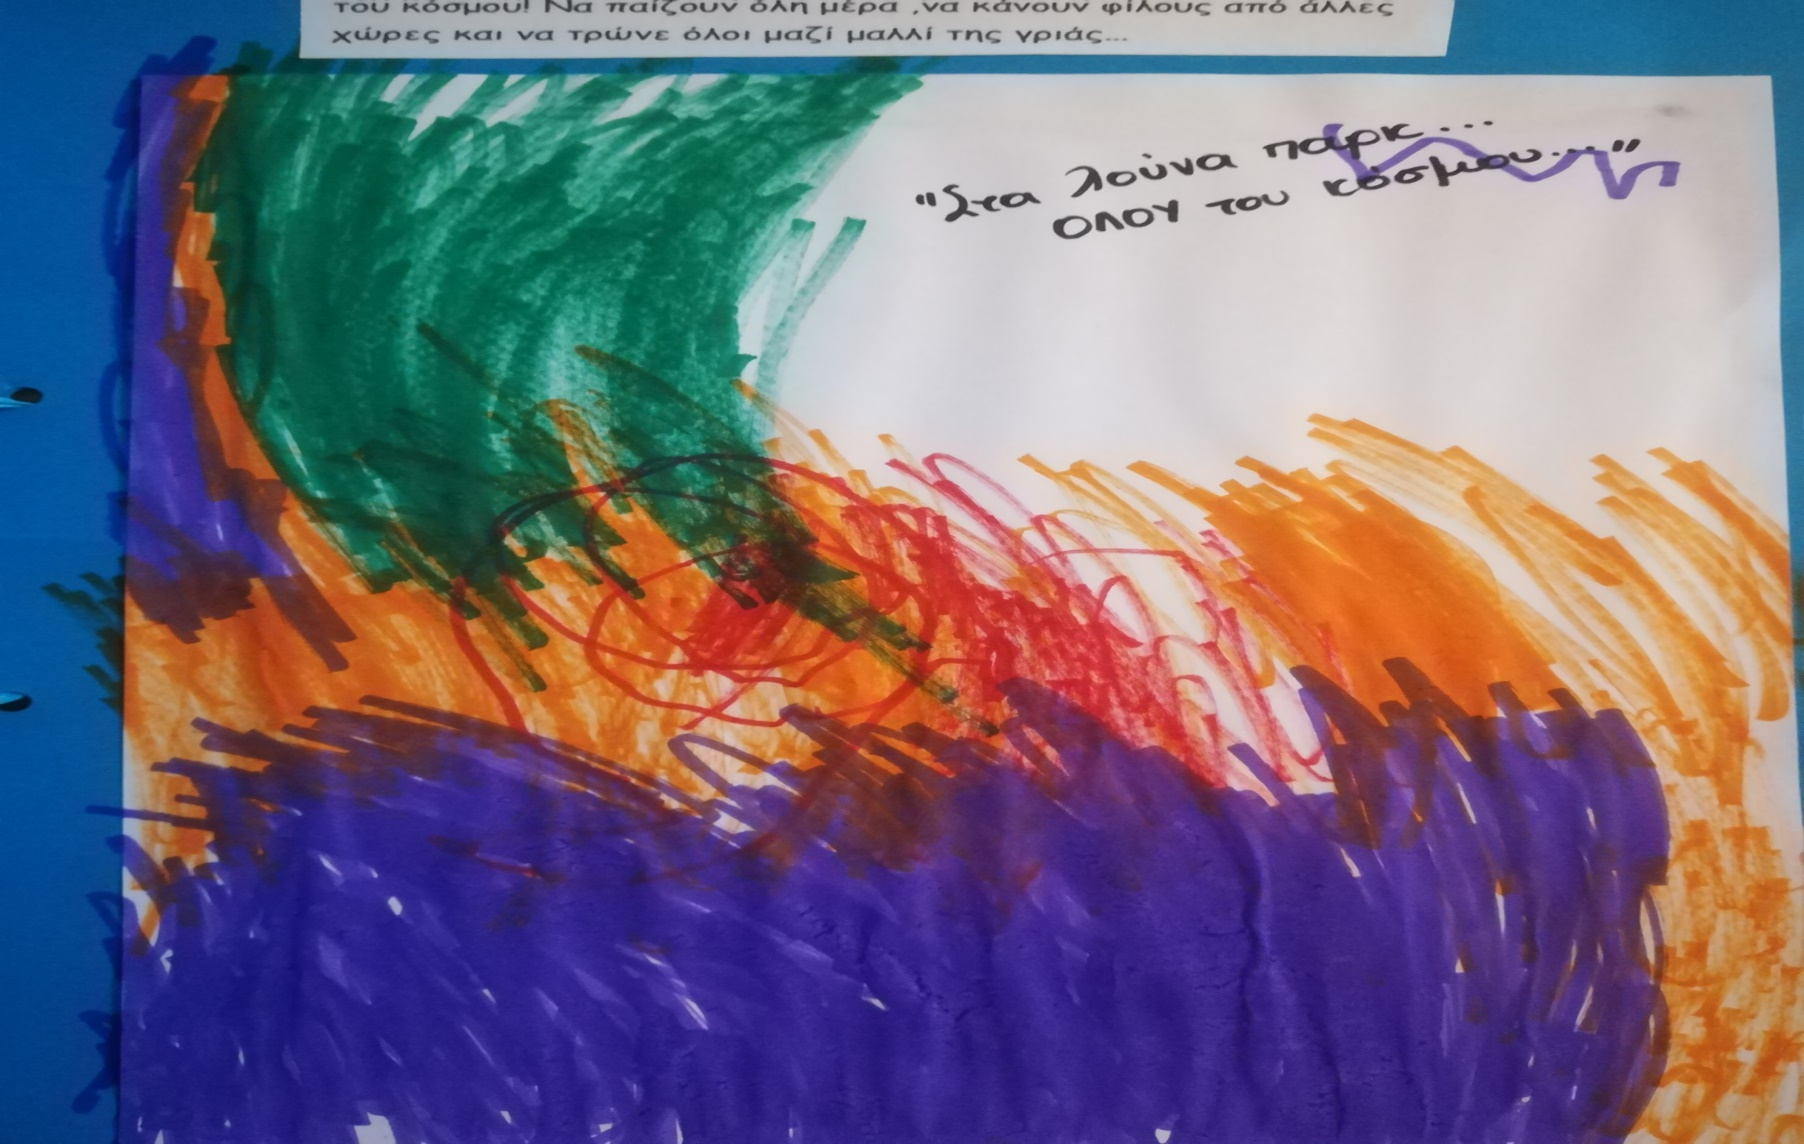 του κόσμου! Να παίζουν όλη μέρα ,να κάνουν φίλους από άλλες
χώρες και να τρώνε όλοι μαζί μαλλί της γριάς...
"Στα λούνα παρκ...
ΟΛΟΥ του κόσμου..."